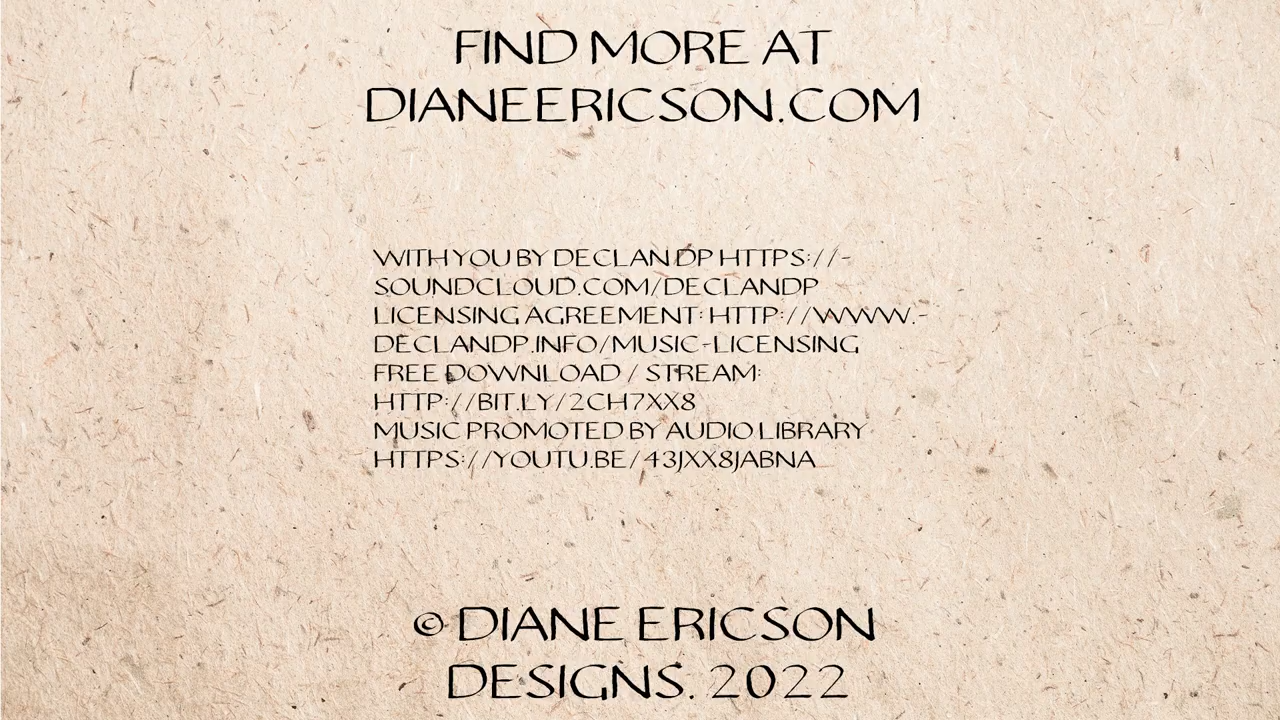 FIND MORE AT
DIANEERICSON.COM
WITH YOU BY DECLAN DP HTTPS://-
SOUNDCLOUD.COM/DECLANDP
LICENSING AGREEMENT: HTTP://WWW.-
DECLANDP.INFO/MUSIC-LICENSING
FREE DOWNLOAD / STREAM:
HTTP://BIT.LY/2CH7XX8
MUSIC PROMOTED BY AUDIO LIBRARY
HTTPS://YOUTU.BE/43JXX8JABNA
© DIANE ERICSON
DESIGNS. 2022